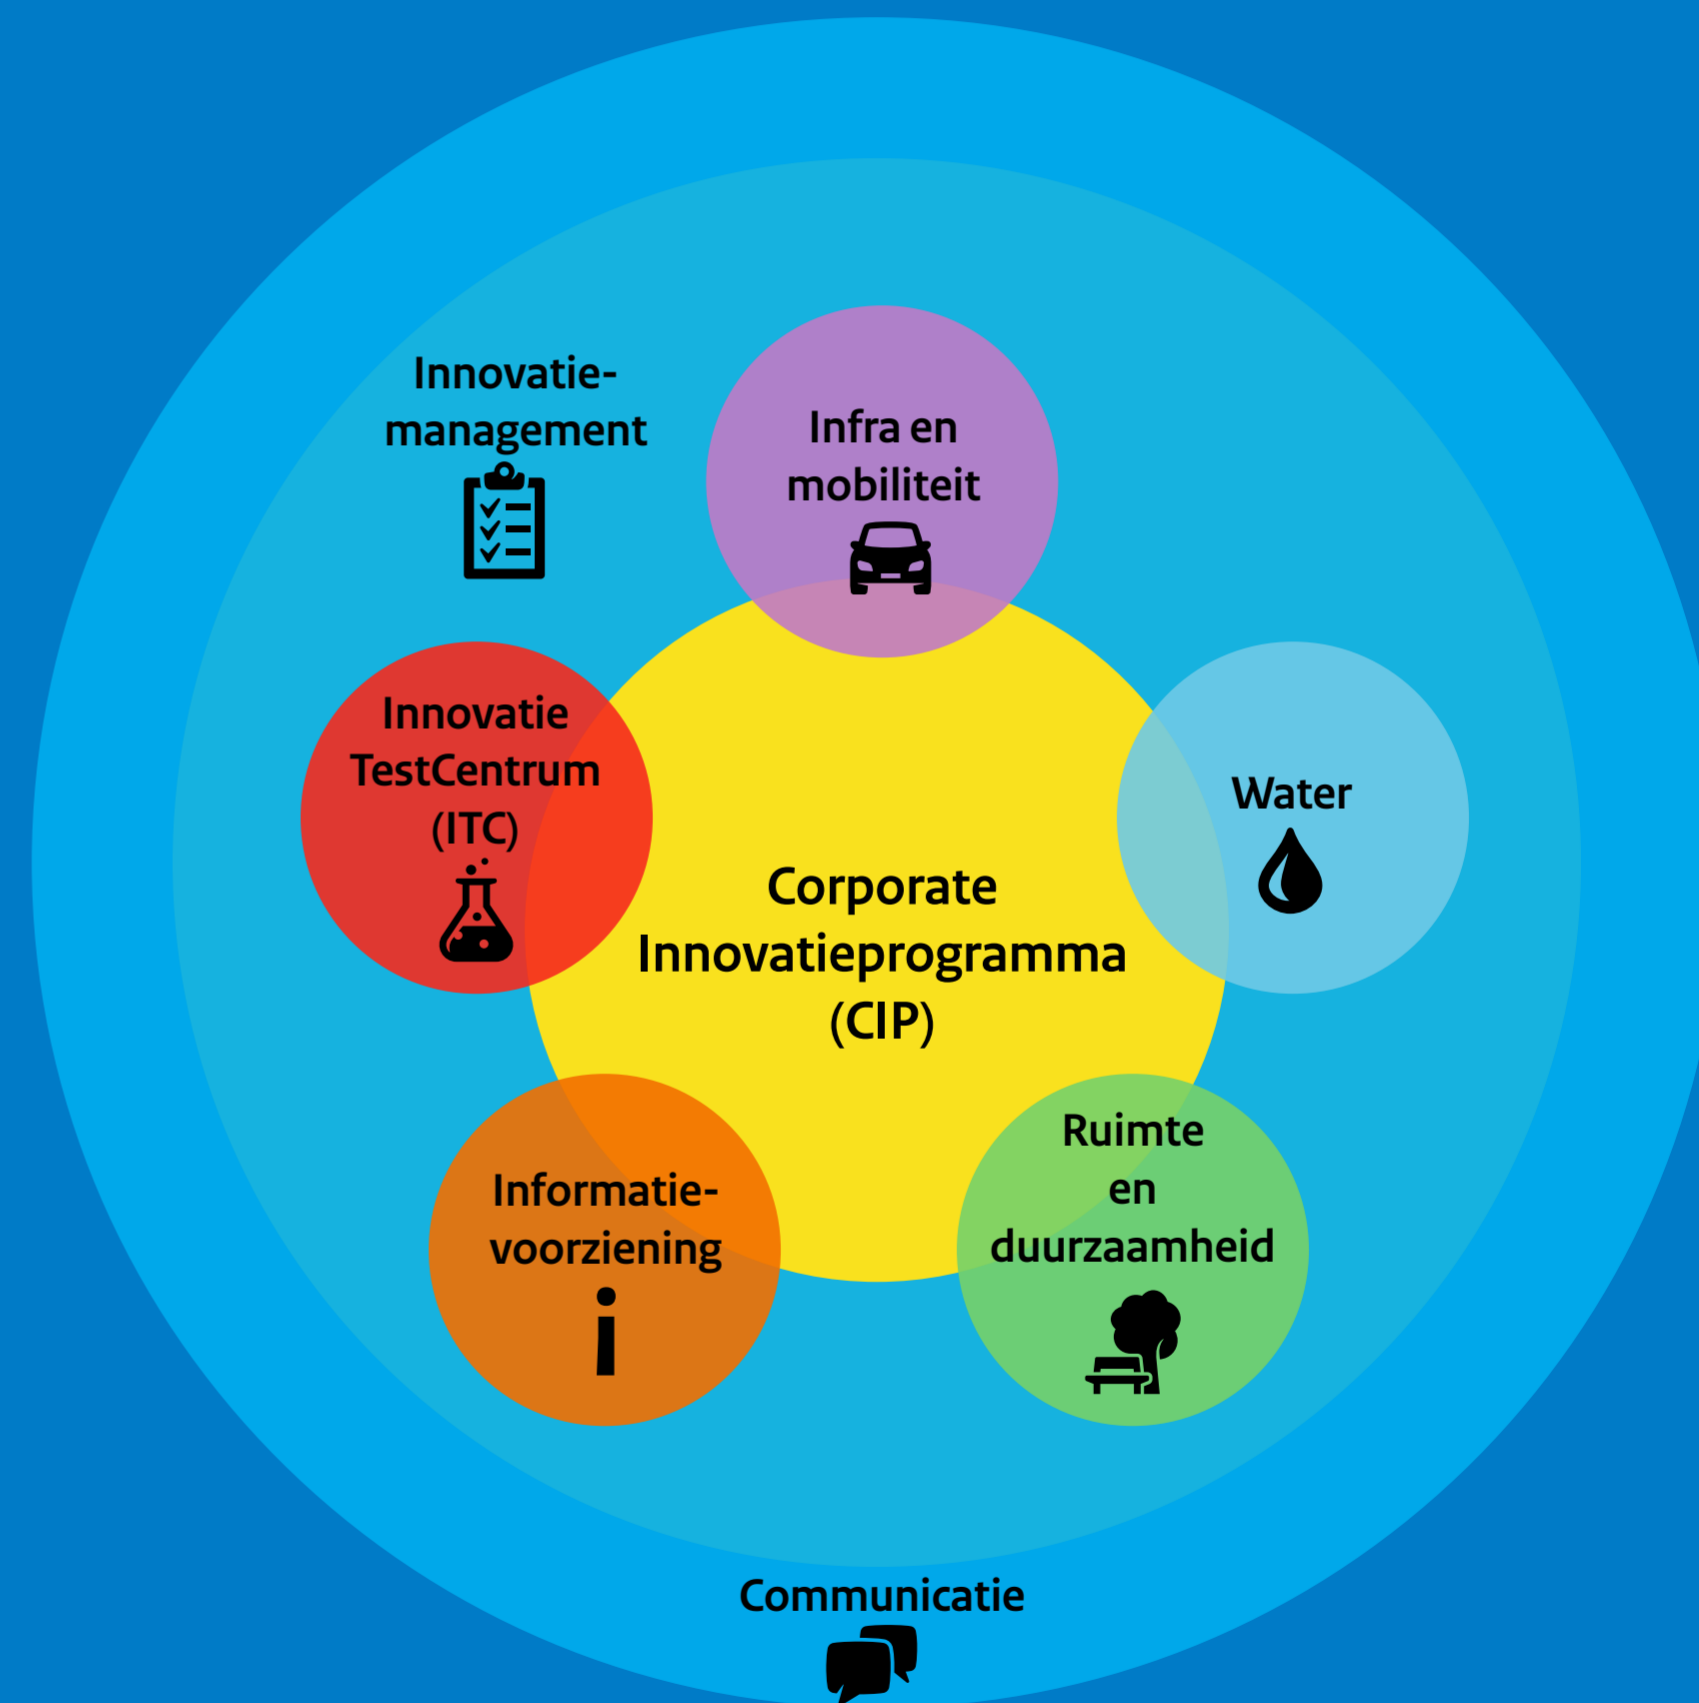 Innovatie-
management
Infra en
mobiliteit
Innovatie
TestCentrum
(ITC)
Water
Corporate
Innovatieprogramma
(CIP)
Informatie-
voorziening
Ruimte
en
duurzaamheid
Communicatie